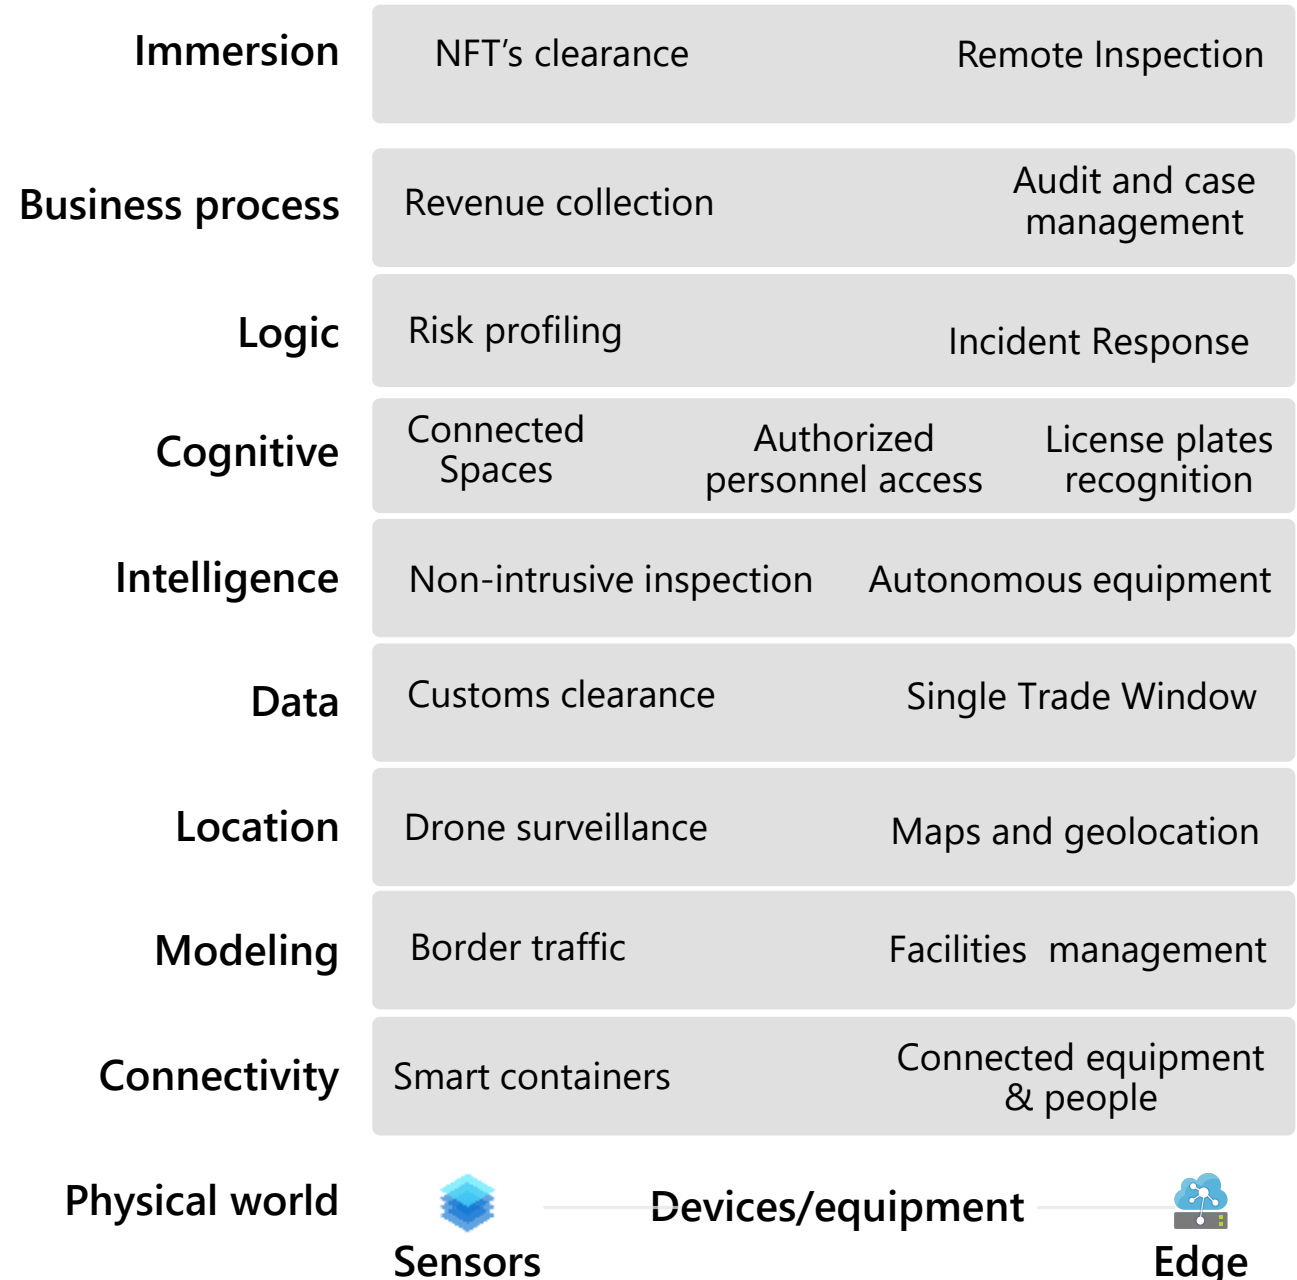 Immersion
NFT’s clearance
Remote Inspection
Business process
Revenue collection
Audit and case
management
Logic
Risk profiling
Incident Response
Cognitive
Connected
Spaces
Authorized
personnel access
License plates
recognition
Intelligence
Non-intrusive inspection
Autonomous equipment
Data
Customs clearance
Single Trade Window
Location
Drone surveillance
Maps and geolocation
Modeling
Border traffic
Facilities  management
Connectivity
Smart containers
Connected equipment
& people
Physical world
Devices/equipment
Sensors
Edge